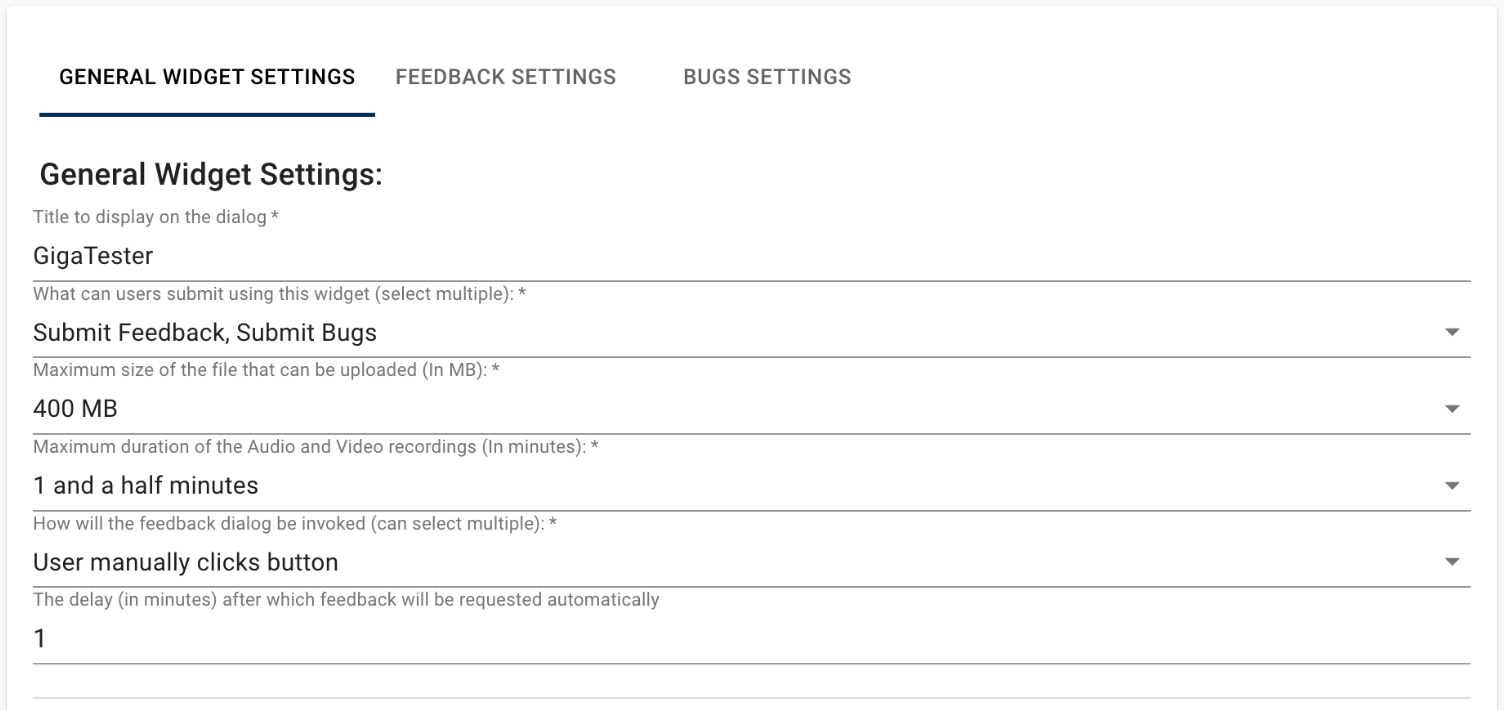 GENERAL WIDGET SETTINGS FEEDBACK SETTINGS BUGS SETTINGS
General Widget Settings:
Title to display on the dialog *
GigaTester
What can users submit using this widget (select multiple): *
Submit Feedback, Submit Bugs
Maximum size of the file that can be uploaded (In MB): *
400 MB
Maximum duration of the Audio and Video recordings (In minutes): *
1 and a half minutes
How will the feedback dialog be invoked (can select multiple): *
User manually clicks button
The delay (in minutes) after which feedback will be requested automatically
1